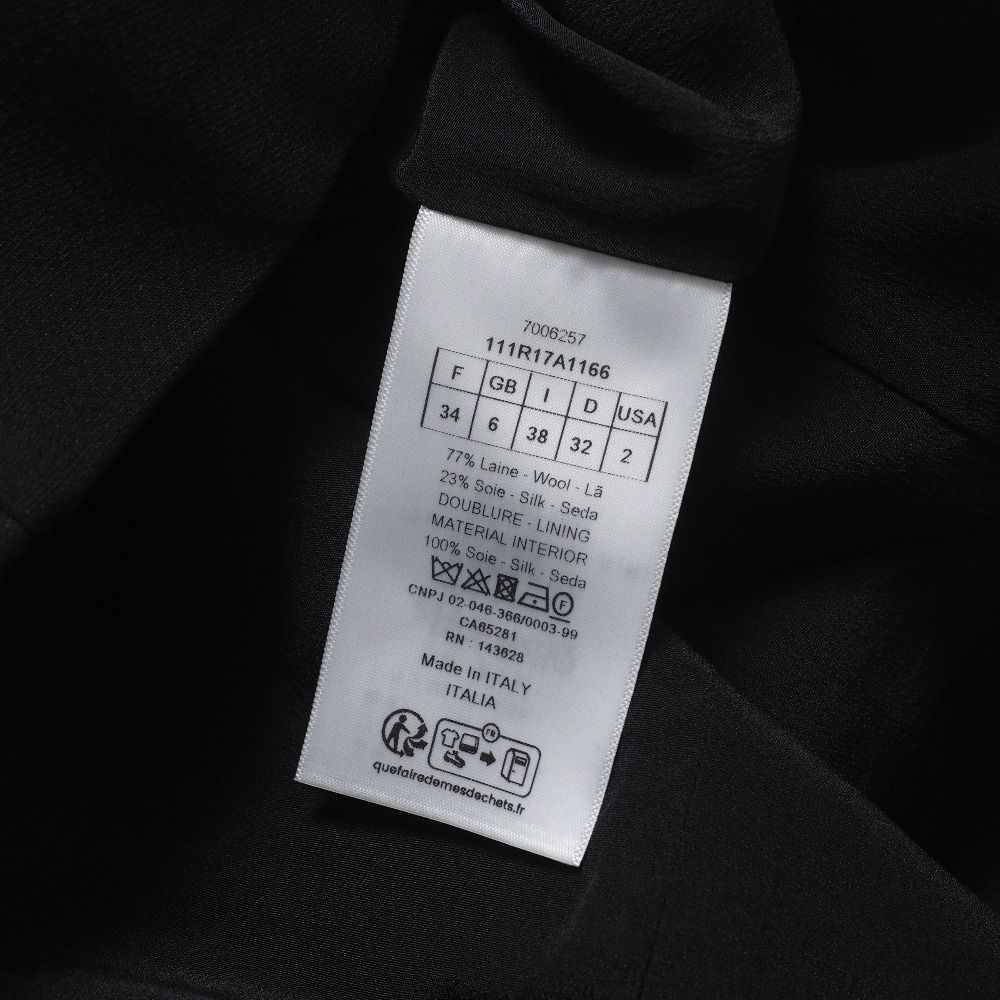 7006257
111R17A1166
F GB I D USA
34 6 38 32 2
77% Laine - Wool - Lã
23% Soie - Silk - Seda
DOUBLURE - LINING
MATERIAL INTERIOR
100% Soie - Silk - Seda
F
CNPJ 02-046-366/0003-99
CA65281
RN : 143628
Made In ITALY
ITALIA
FR
quefairedemesdechets.fr